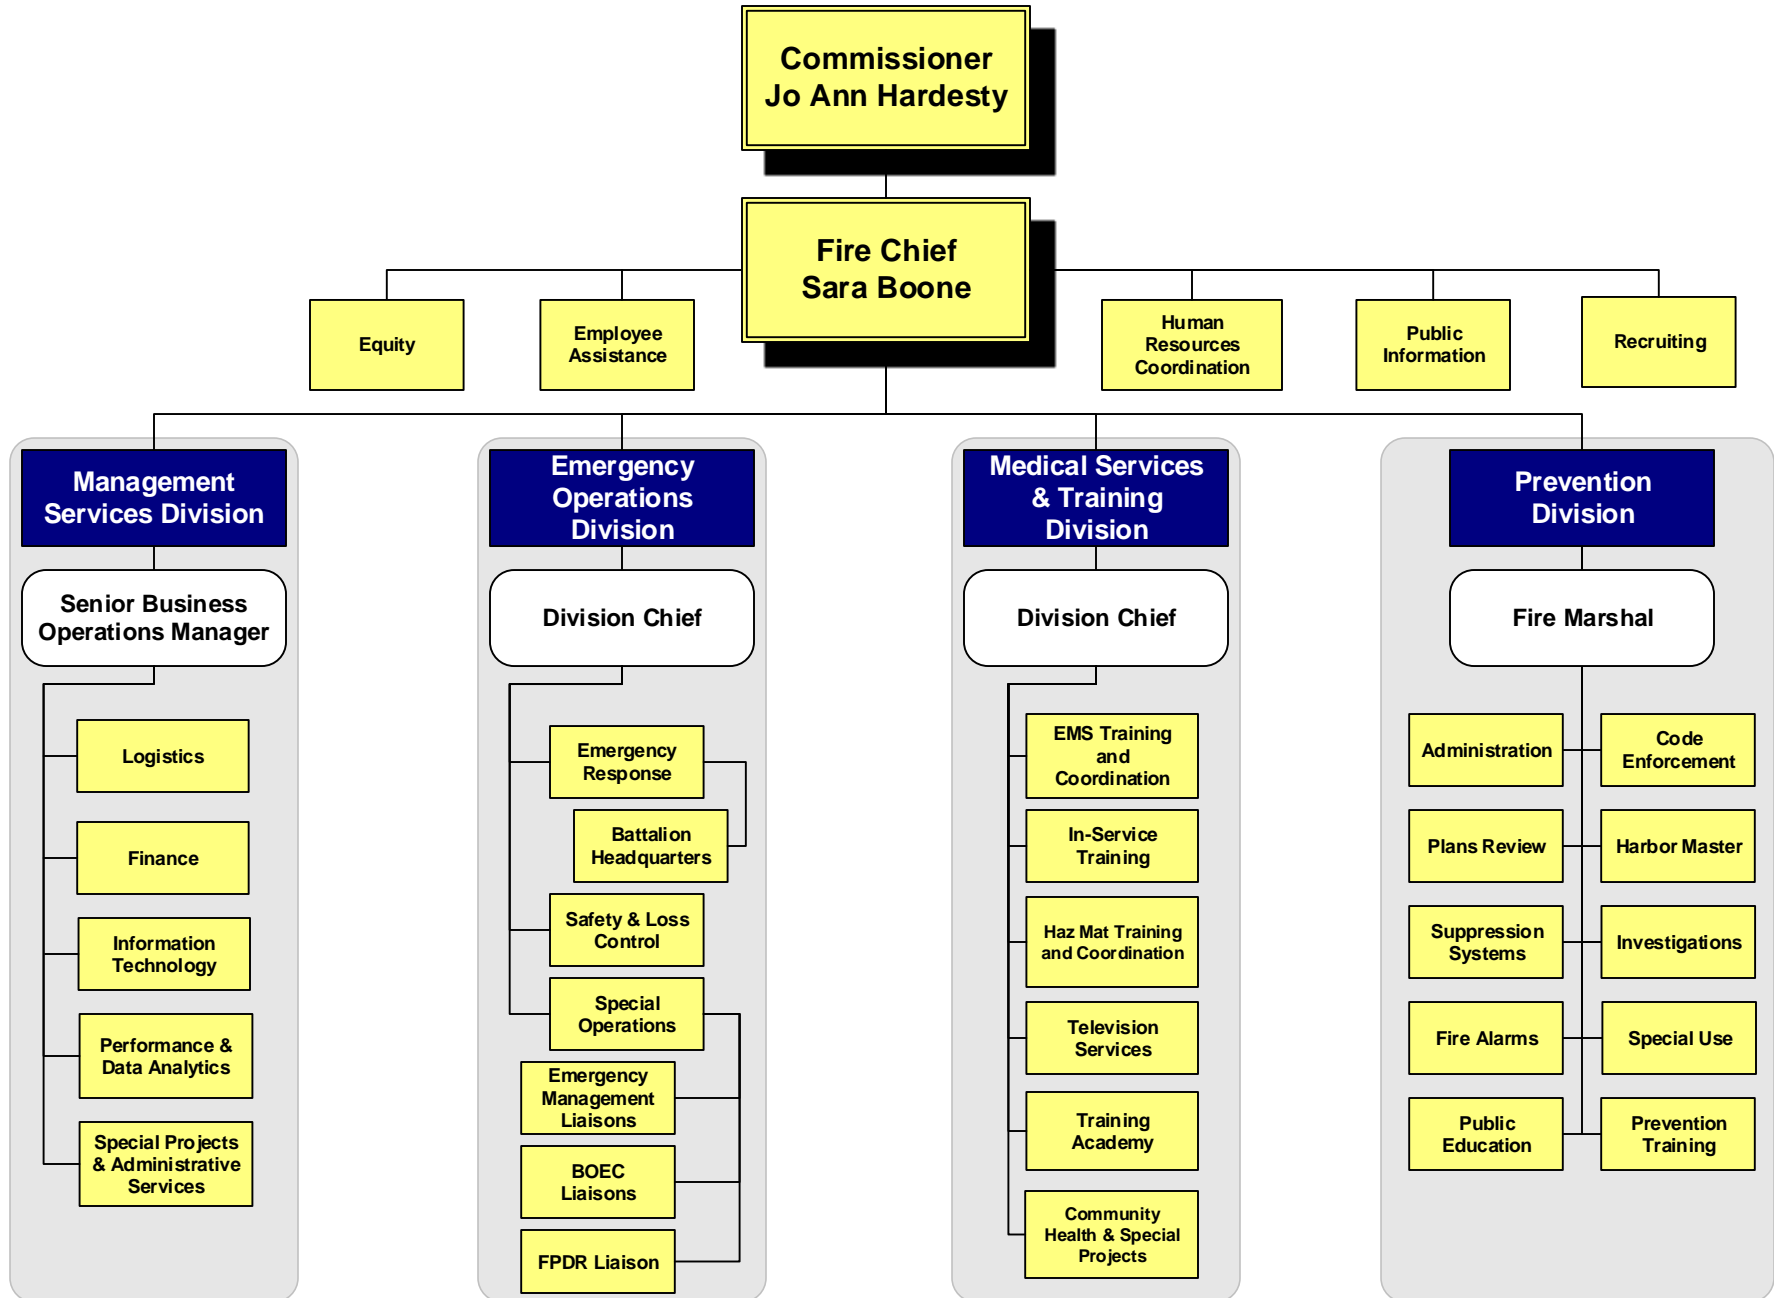 Commissioner
Jo Ann Hardesty
Fire Chief
Sara Boone
Equity
Employee
Assistance
Human
Resources
Coordination
Public
Information
Recruiting
Management
Services Division
Senior Business
Operations Manager
Logistics
Finance
Information
Technology
Performance &
Data Analytics
Special Projects
& Administrative
Services
Emergency
Operations
Division
Division Chief
Emergency
Response
Battalion
Headquarters
Safety & Loss
Control
Special
Operations
Emergency
Management
Liaisons
BOEC
Liaisons
FPDR Liaison
Medical Services
& Training
Division
Division Chief
EMS Training
and
Coordination
In-Service
Training
Haz Mat Training
and Coordination
Television
Services
Training
Academy
Community
Health & Special
Projects
Prevention
Division
Fire Marshal
Administration
Code
Enforcement
Plans Review
Harbor Master
Suppression
Systems
Investigations
Fire Alarms
Special Use
Public
Education
Prevention
Training